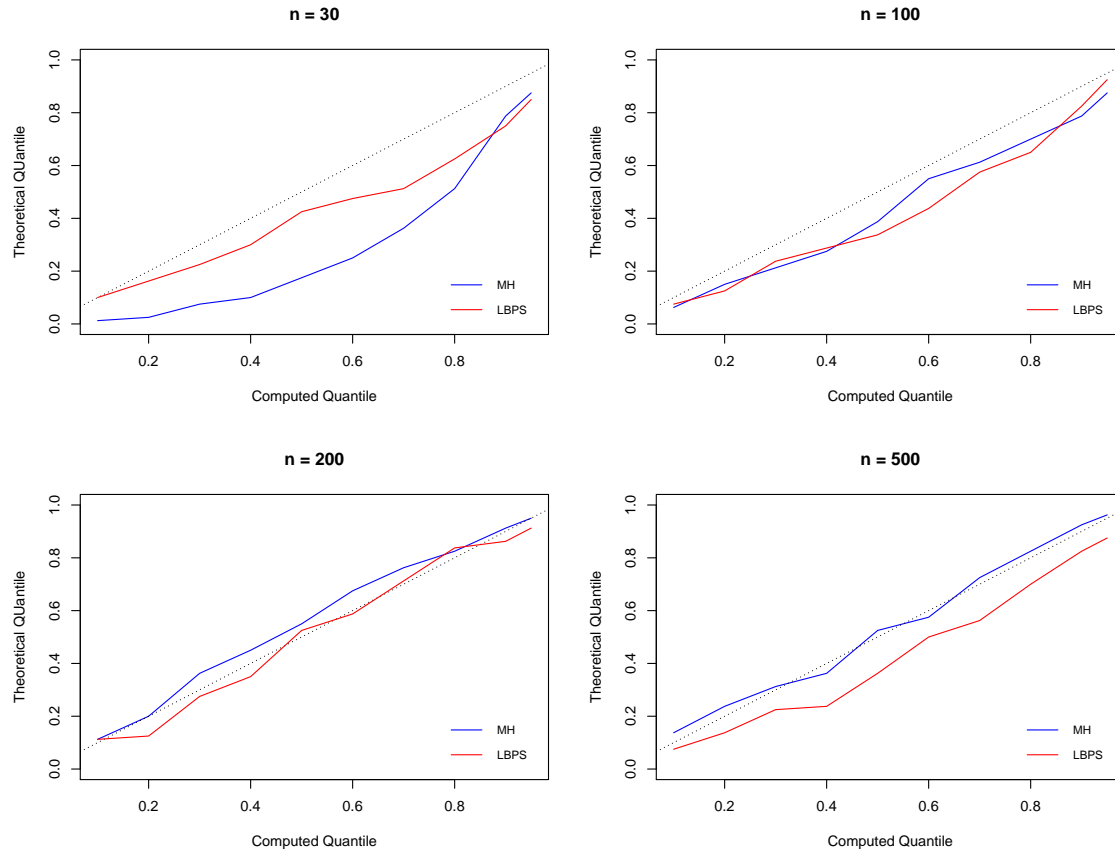 n = 30
Theoretical QUantile
0.0 0.2 0.4 0.6 0.8 1.0
MH
LBPS
0.2 0.4 0.6 0.8
Computed Quantile
n = 100
Theoretical QUantile
0.0 0.2 0.4 0.6 0.8 1.0
MH
LBPS
0.2 0.4 0.6 0.8
Computed Quantile
n = 200
Theoretical QUantile
0.0 0.2 0.4 0.6 0.8 1.0
MH
LBPS
0.2 0.4 0.6 0.8
Computed Quantile
n = 500
Theoretical QUantile
0.0 0.2 0.4 0.6 0.8 1.0
MH
LBPS
0.2 0.4 0.6 0.8
Computed Quantile